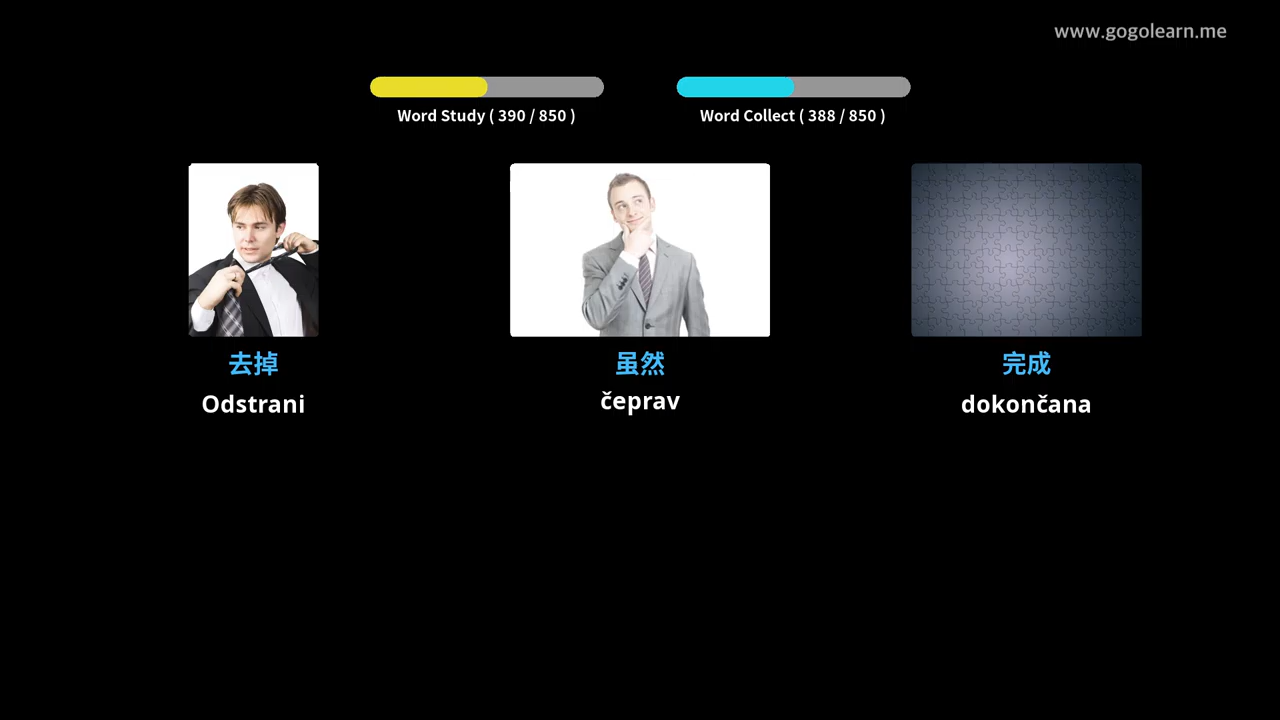 www.gogolearn.me
Word Study ( 390 / 850 )
Word Collect ( 388 / 850 )
去掉
虽然
完成
Odstrani
čeprav
dokončana